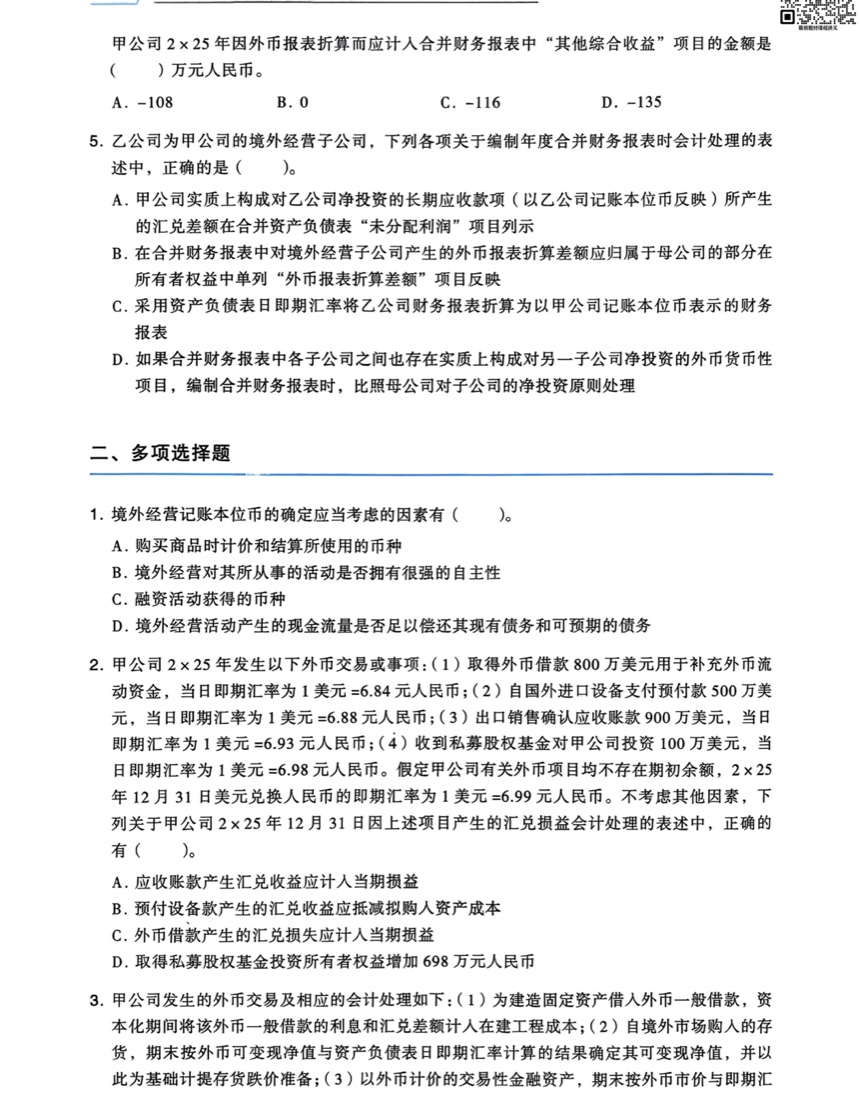 甲公司 2×25 年因外币报表折算而应计入合并财务报表中“其他综合收益”项目的金额是
(　　)万元人民币。
A. -108　　B. 0　　C. -116　　D. -135
5. 乙公司为甲公司的境外经营子公司，下列各项关于编制年度合并财务报表时会计处理的表
述中，正确的是(　　)。
A. 甲公司实质上构成对乙公司净投资的长期应收款项（以乙公司记账本位币反映）所产生
的汇兑差额在合并资产负债表“未分配利润”项目列示
B. 在合并财务报表中对境外经营子公司产生的外币报表折算差额应归属于母公司的部分在
所有者权益中单列“外币报表折算差额”项目反映
C. 采用资产负债表日即期汇率将乙公司财务报表折算为以甲公司记账本位币表示的财务
报表
D. 如果合并财务报表中各子公司之间也存在实质上构成对另一子公司净投资的外币货币性
项目，编制合并财务报表时，比照母公司对子公司的净投资原则处理
二、多项选择题
1. 境外经营记账本位币的确定应当考虑的因素有(　　)。
A. 购买商品时计价和结算所使用的币种
B. 境外经营对其所从事的活动是否拥有很强的自主性
C. 融资活动获得的币种
D. 境外经营活动产生的现金流量是否足以偿还其现有债务和可预期的债务
2. 甲公司 2×25 年发生以下外币交易或事项：（1）取得外币借款 800 万美元用于补充外币流
动资金，当日即期汇率为 1 美元 =6.84 元人民币；（2）自国外进口设备支付预付款 500 万美
元，当日即期汇率为 1 美元 =6.88 元人民币；（3）出口销售确认应收账款 900 万美元，当日
即期汇率为 1 美元 =6.93 元人民币；（4）收到私募股权基金对甲公司投资 100 万美元，当
日即期汇率为 1 美元 =6.98 元人民币。假定甲公司有关外币项目均不存在期初余额，2×25
年 12 月 31 日美元兑换人民币的即期汇率为 1 美元 =6.99 元人民币。不考虑其他因素，下
列关于甲公司 2×25 年 12 月 31 日因上述项目产生的汇兑损益会计处理的表述中，正确的
有(　　)。
A. 应收账款产生汇兑收益应计入当期损益
B. 预付设备款产生的汇兑收益应抵减拟购入资产成本
C. 外币借款产生的汇兑损失应计入当期损益
D. 取得私募股权基金投资所有者权益增加 698 万元人民币
3. 甲公司发生的外币交易及相应的会计处理如下：（1）为建造固定资产借入外币一般借款，资
本化期间将该外币一般借款的利息和汇兑差额计入在建工程成本；（2）自境外市场购入的存
货，期末按外币可变现净值与资产负债表日即期汇率计算的结果确定其可变现净值，并以
此为基础计提存货跌价准备；（3）以外币计价的交易性金融资产，期末按外币市价与即期汇